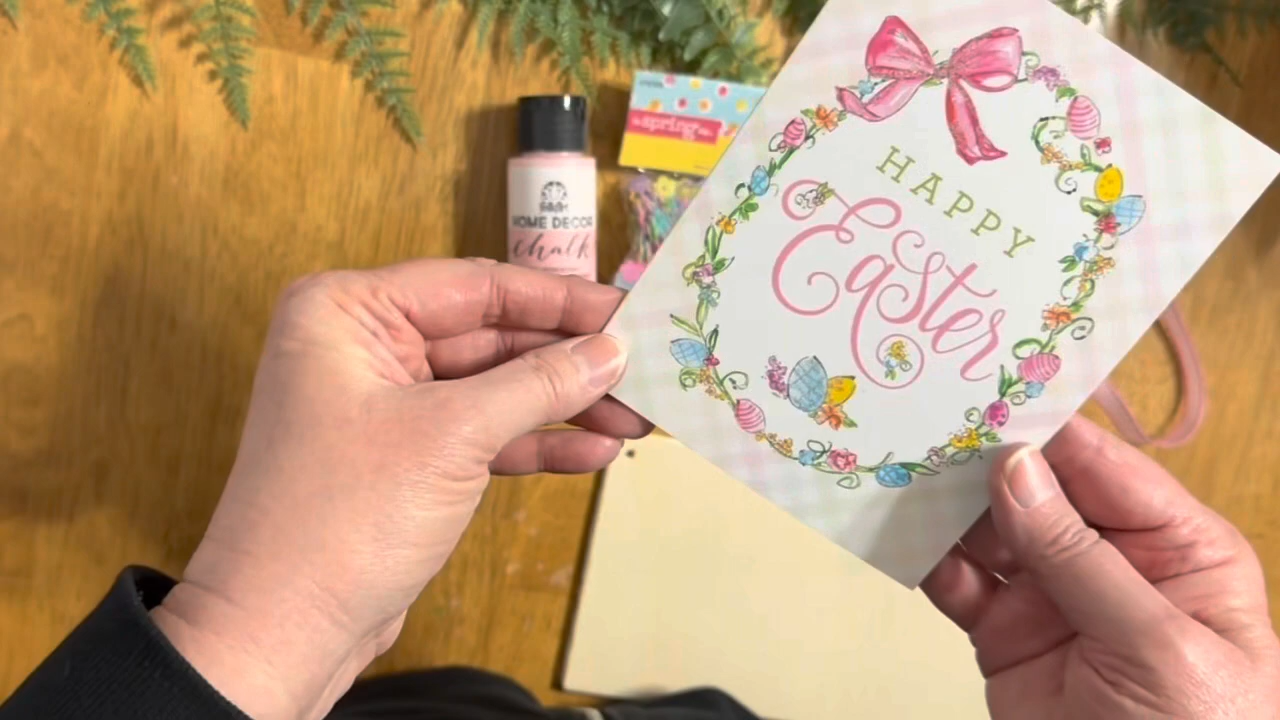 HAPPY
Easter
spring
HOME DECOR
chalk